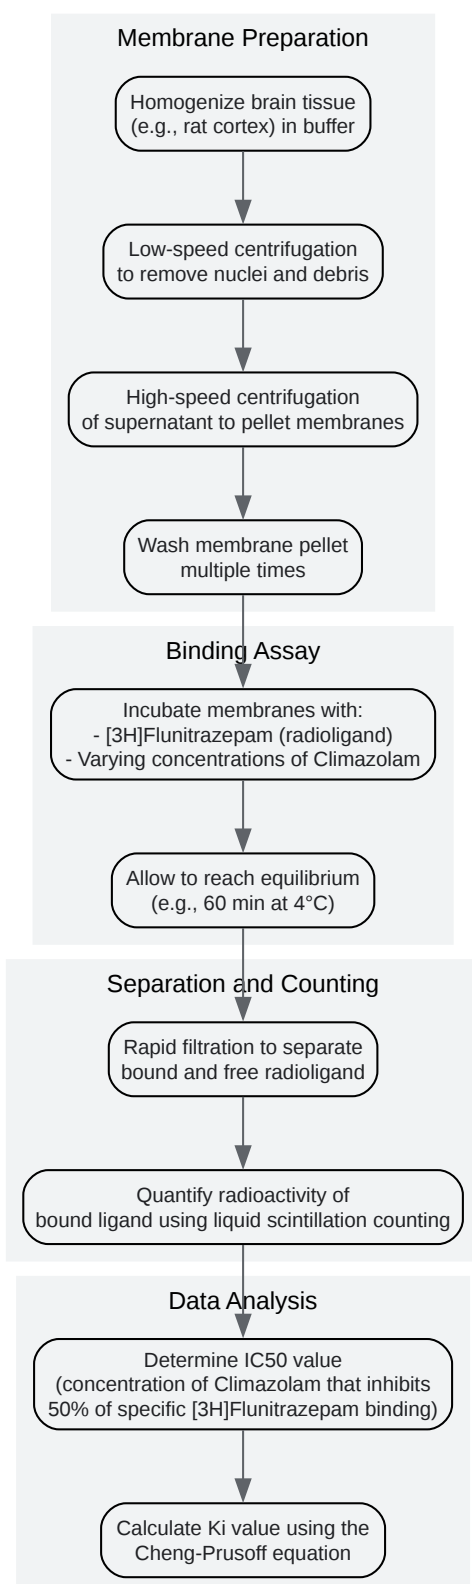 Membrane Preparation
Homogenize brain tissue
(e.g., rat cortex) in buffer
Low-speed centrifugation
to remove nuclei and debris
High-speed centrifugation
of supernatant to pellet membranes
Wash membrane pellet
multiple times
Binding Assay
Incubate membranes with:
- [3H]Flunitrazepam (radioligand)
- Varying concentrations of Climazolam
Allow to reach equilibrium
(e.g., 60 min at 4°C)
Separation and Counting
Rapid filtration to separate
bound and free radioligand
Quantify radioactivity of
bound ligand using liquid scintillation counting
Data Analysis
Determine IC50 value
(concentration of Climazolam that inhibits
50% of specific [3H]Flunitrazepam binding)
Calculate Ki value using the
Cheng-Prusoff equation